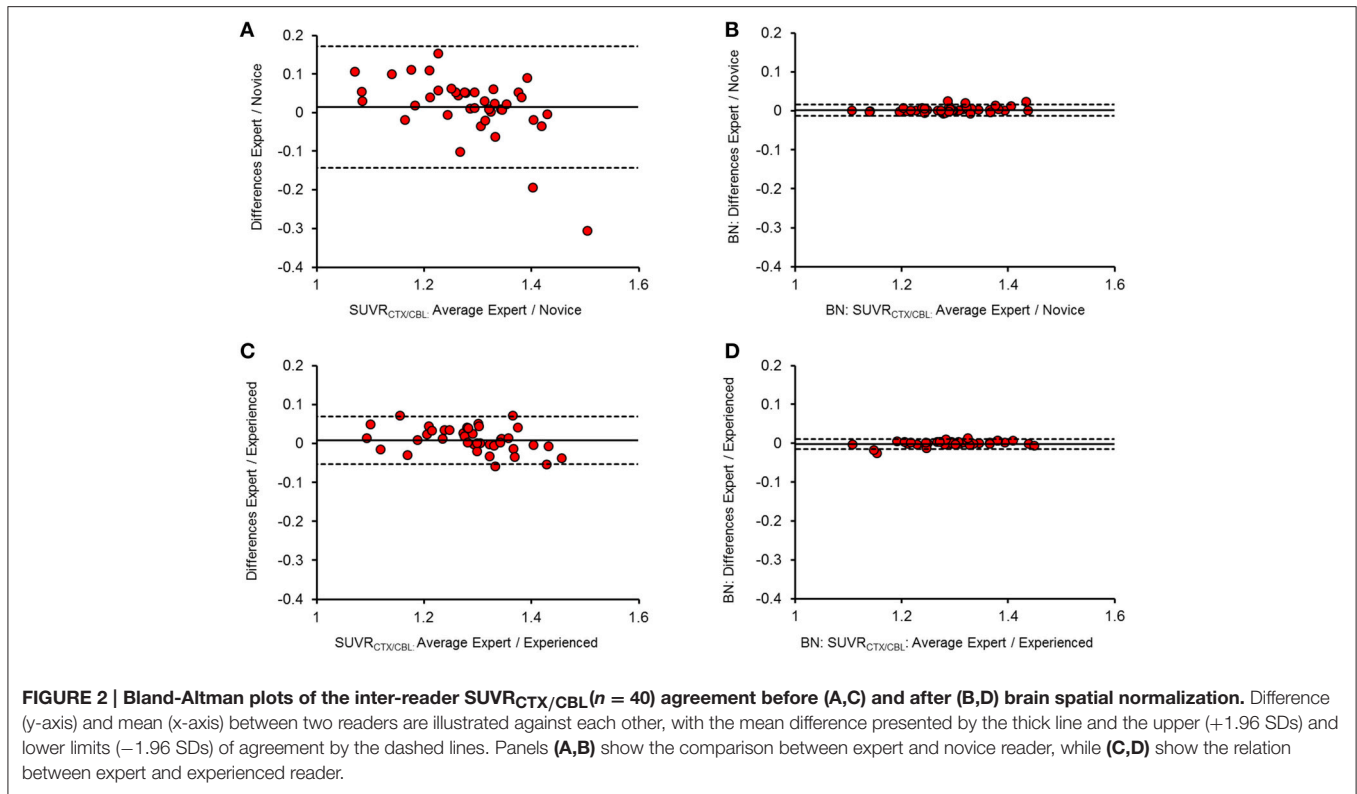 A
0.2
0.1
0
-0.1
-0.2
-0.3
-0.4
1
1.2
1.4
1.6
Differences Expert / Novice
SUVRCTX/CBL: Average Expert / Novice
B
0.2
0.1
0
-0.1
-0.2
-0.3
-0.4
1
1.2
1.4
1.6
BN: Differences Expert / Novice
BN: SUVRCTX/CBL: Average Expert / Novice
C
0.2
0.1
0
-0.1
-0.2
-0.3
-0.4
1
1.2
1.4
1.6
Differences Expert / Experienced
SUVRCTX/CBL: Average Expert / Experienced
D
0.2
0.1
0
-0.1
-0.2
-0.3
-0.4
1
1.2
1.4
1.6
BN: Differences Expert / Experienced
BN: SUVRCTX/CBL: Average Expert / Experienced
FIGURE 2 | Bland-Altman plots of the inter-reader SUVRCTX/CBL(n = 40) agreement before (A,C) and after (B,D) brain spatial normalization. Difference
(y-axis) and mean (x-axis) between two readers are illustrated against each other, with the mean difference presented by the thick line and the upper (+1.96 SDs) and
lower limits (−1.96 SDs) of agreement by the dashed lines. Panels (A,B) show the comparison between expert and novice reader, while (C,D) show the relation
between expert and experienced reader.